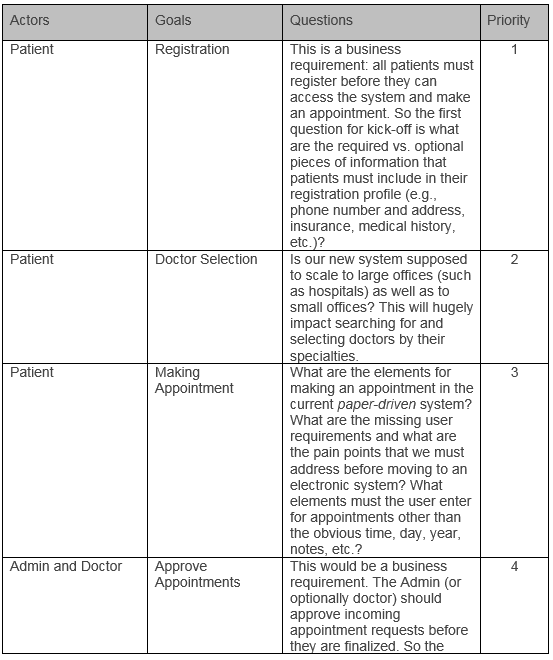 Actors Goals Questions Priority
Patient Registration This is a business 1
requirement: all patients must
register before they can
access the system and make
an appointment. So the first
question for kick-off is what
are the required vs. optional
pieces of information that
patients must include in their
registration profile (e.g.,
phone number and address,
insurance, medical history,
etc.)?
Patient Doctor Selection Is our new system supposed 2
to scale to large offices (such
as hospitals) as well as to
small offices? This will hugely
impact searching for and
selecting doctors by their
specialties.
Patient Making What are the elements for 3
Appointment making an appointment in the
current paper-driven system?
What are the missing user
requirements and what are
the pain points that we must
address before moving to an
electronic system? What
elements must the user enter
for appointments other than
the obvious time, day, year,
notes, etc.?
Admin and Doctor Approve This would be a business 4
Appointments requirement. The Admin (or
optionally doctor) should
approve incoming
appointment requests before
they are finalized. So the